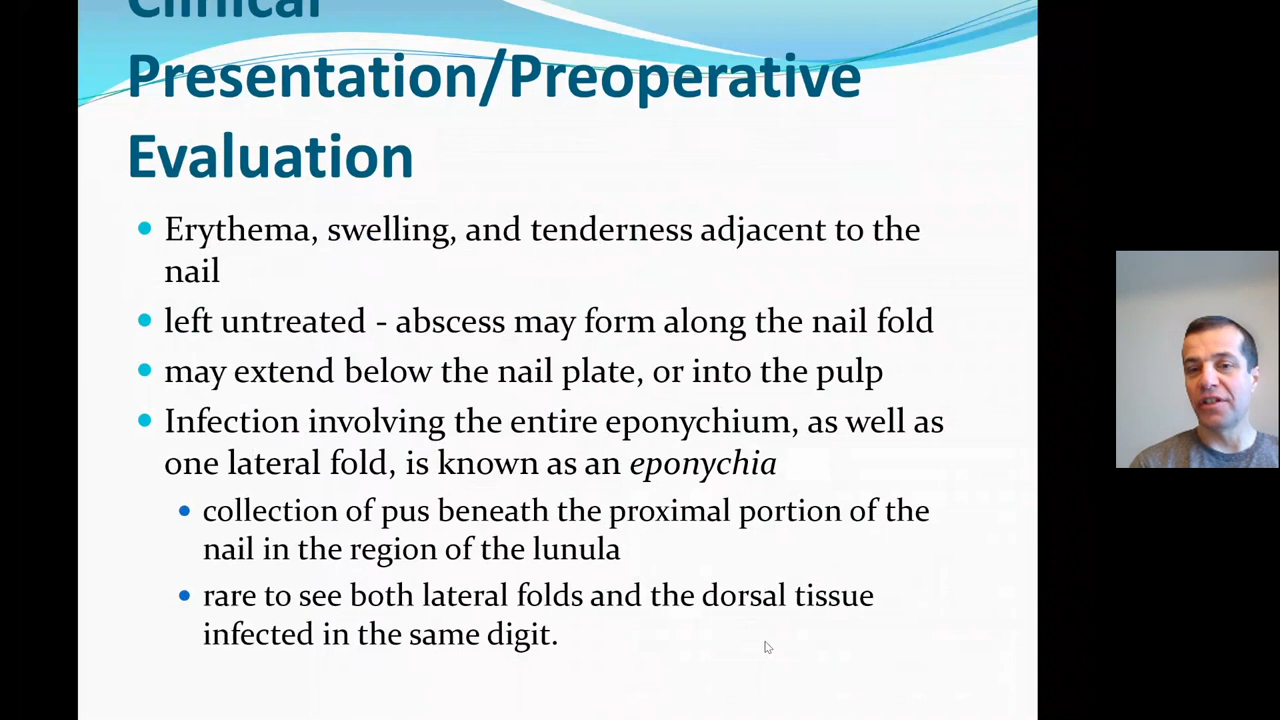 Clinical
Presentation/Preoperative
Evaluation
• Erythema, swelling, and tenderness adjacent to the
nail
• left untreated - abscess may form along the nail fold
• may extend below the nail plate, or into the pulp
• Infection involving the entire eponychium, as well as
one lateral fold, is known as an eponychia
• collection of pus beneath the proximal portion of the
nail in the region of the lunula
• rare to see both lateral folds and the dorsal tissue
infected in the same digit.